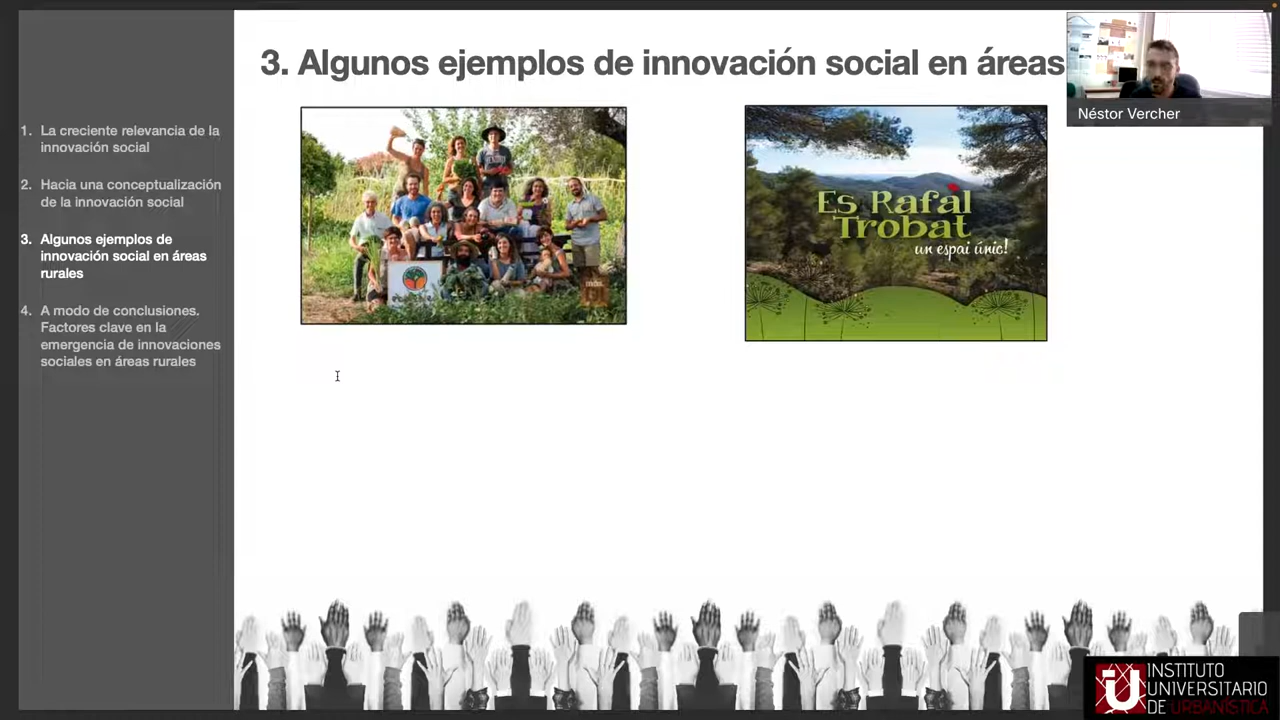 3. Algunos ejemplos de innovación social en áreas
Néstor Vercher
1. La creciente relevancia de la
innovación social
2. Hacia una conceptualización
de la innovación social
3. Algunos ejemplos de
innovación social en áreas
rurales
4. A modo de conclusiones.
Factores clave en la
emergencia de innovaciones
sociales en áreas rurales
Es Rafal
Trobat
un espai únic!
INSTITUTO
UNIVERSITARIO
DE URBANÍSTICA